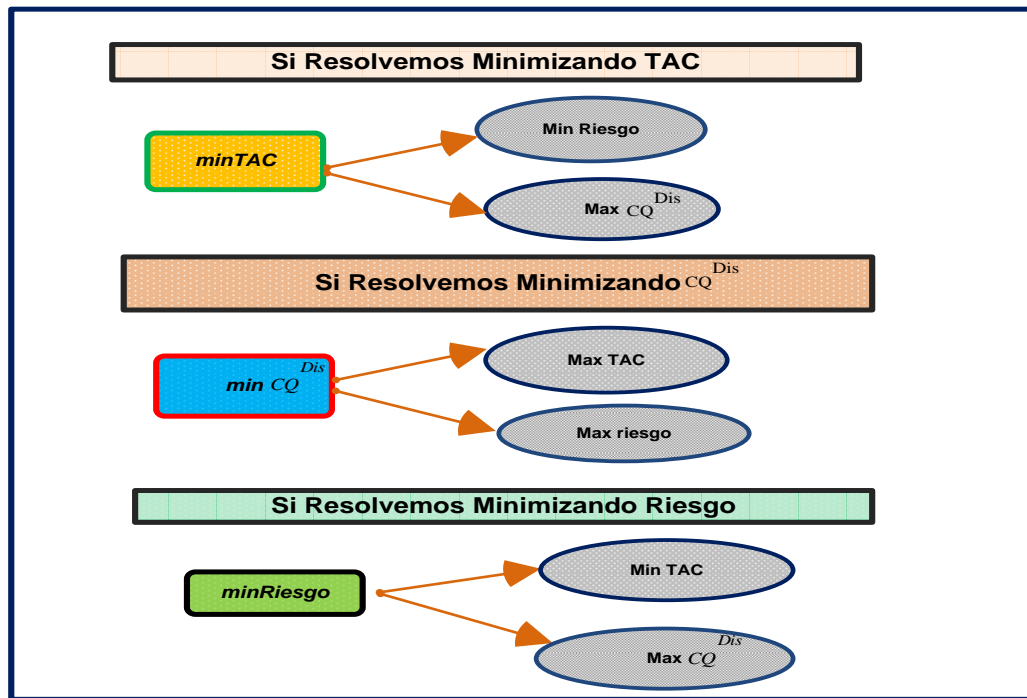 Si Resolvemos Minimizando TAC
Min Riesgo
minTAC
Max CQ^Dis
Si Resolvemos Minimizando CQ^Dis
Max TAC
min CQ^Dis
Max riesgo
Si Resolvemos Minimizando Riesgo
Min TAC
minRiesgo
Max CQ^Dis